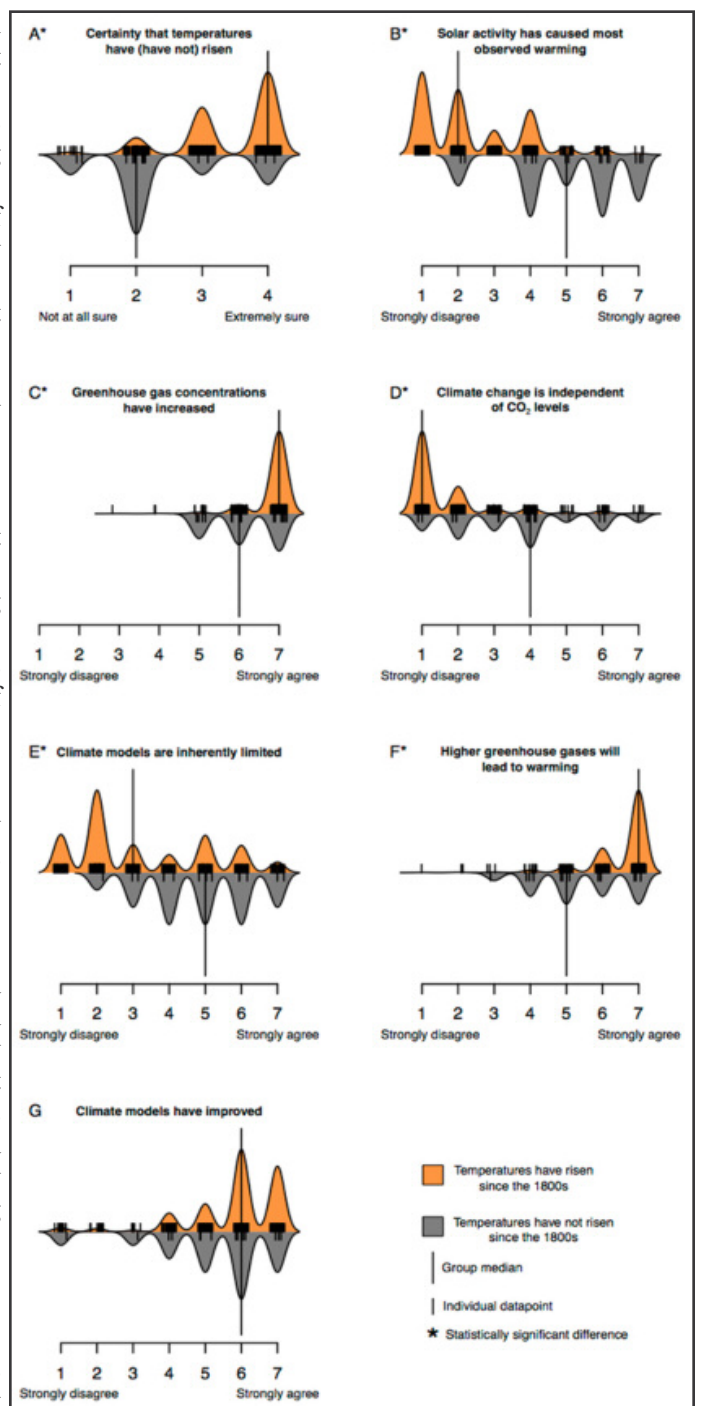 A* Certainty that temperatures
have (have not) risen
1 2 3 4
Not at all sure Extremely sure
B* Solar activity has caused most
observed warming
1 2 3 4 5 6 7
Strongly disagree Strongly agree
C* Greenhouse gas concentrations
have increased
1 2 3 4 5 6 7
Strongly disagree Strongly agree
D* Climate change is independent
of CO₂ levels
1 2 3 4 5 6 7
Strongly disagree Strongly agree
E* Climate models are inherently limited
1 2 3 4 5 6 7
Strongly disagree Strongly agree
F* Higher greenhouse gases will
lead to warming
1 2 3 4 5 6 7
Strongly disagree Strongly agree
G Climate models have improved
1 2 3 4 5 6 7
Strongly disagree Strongly agree
Temperatures have risen
since the 1800s
Temperatures have not risen
since the 1800s
Group median
Individual datapoint
* Statistically significant difference